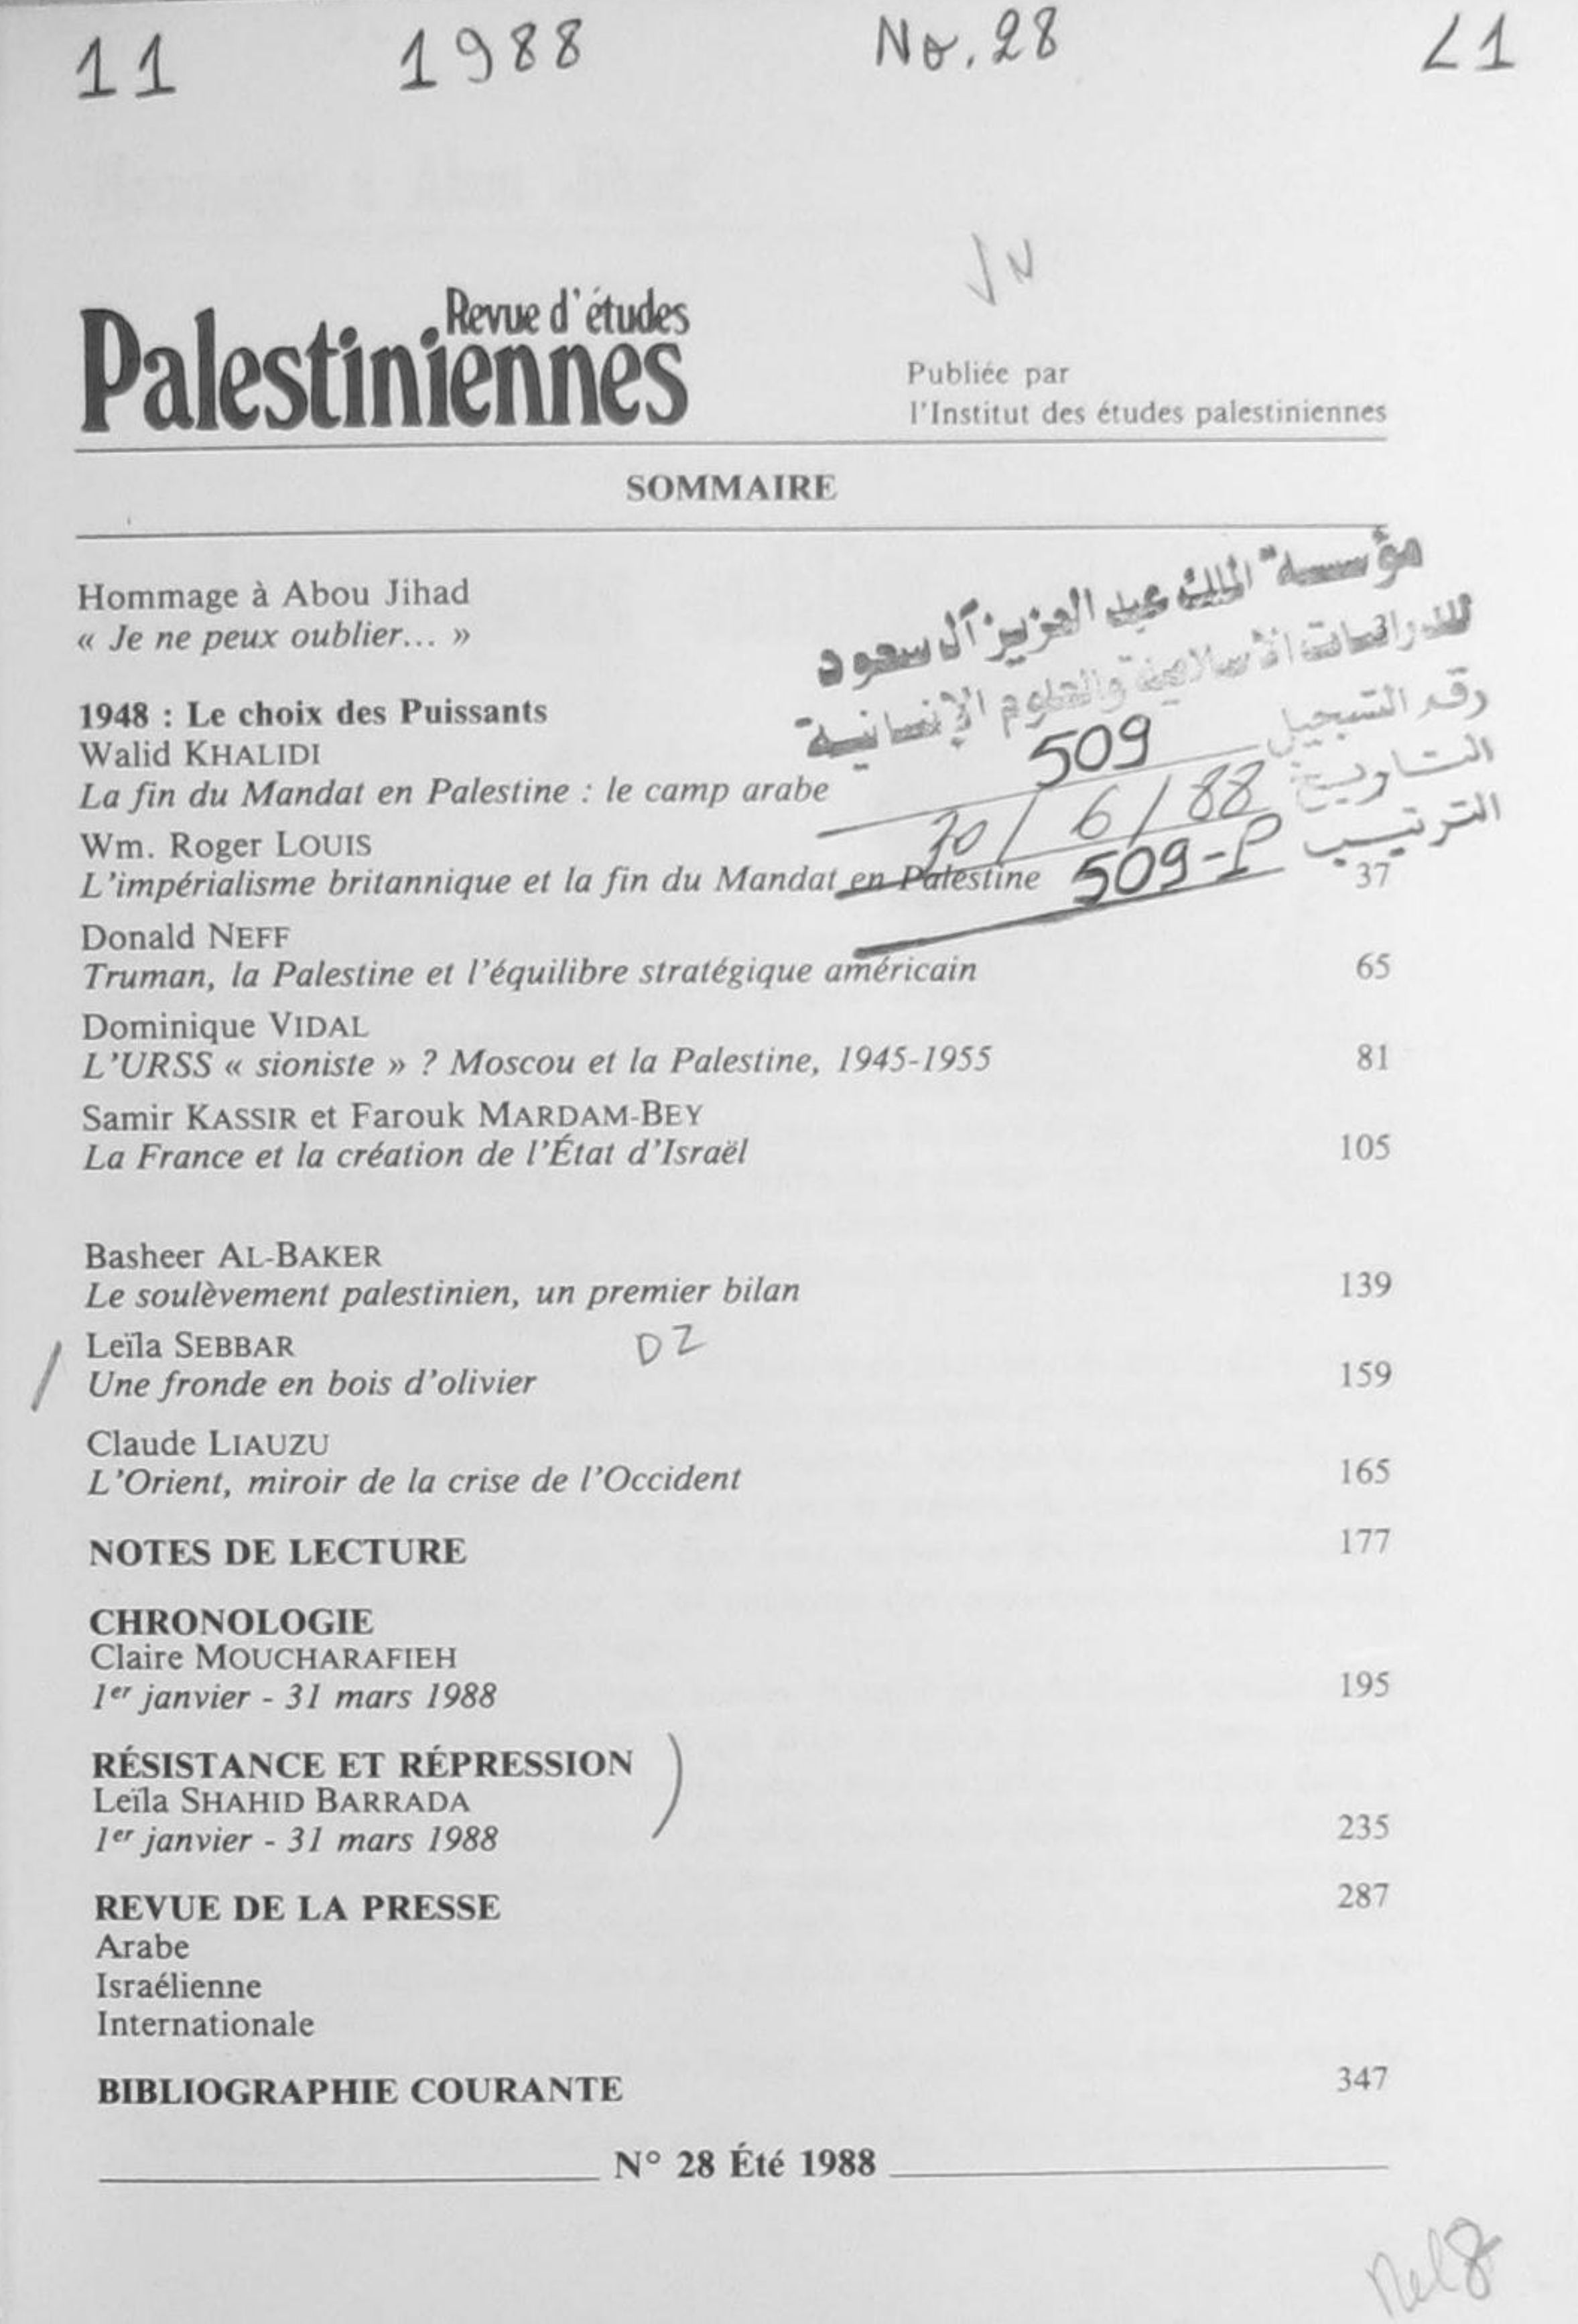 11 1988 No. 28 L1
Revue d'études
Palestiniennes
Publiée par
l'Institut des études palestiniennes
SOMMAIRE
Hommage à Abou Jihad
« Je ne peux oublier... »
مؤسسة الملك عبد العزيز آل سعود
للدراسات الإسلامية والعلوم الإنسانية
رقم التسجيل 509
التاريخ 30/6/88
الترتيب 509-P
1948 : Le choix des Puissants
Walid KHALIDI
La fin du Mandat en Palestine : le camp arabe
Wm. Roger LOUIS
L'impérialisme britannique et la fin du Mandat en Palestine 37
Donald NEFF
Truman, la Palestine et l'équilibre stratégique américain 65
Dominique VIDAL
L'URSS « sioniste » ? Moscou et la Palestine, 1945-1955 81
Samir KASSIR et Farouk MARDAM-BEY
La France et la création de l'État d'Israël 105
Basheer AL-BAKER
Le soulèvement palestinien, un premier bilan 139
Leïla SEBBAR DZ
Une fronde en bois d'olivier 159
Claude LIAUZU
L'Orient, miroir de la crise de l'Occident 165
NOTES DE LECTURE 177
CHRONOLOGIE
Claire MOUCHARAFIEH
1er janvier - 31 mars 1988 195
RÉSISTANCE ET RÉPRESSION
Leïla SHAHID BARRADA
1er janvier - 31 mars 1988 235
REVUE DE LA PRESSE 287
Arabe
Israélienne
Internationale
BIBLIOGRAPHIE COURANTE 347
N° 28 Été 1988